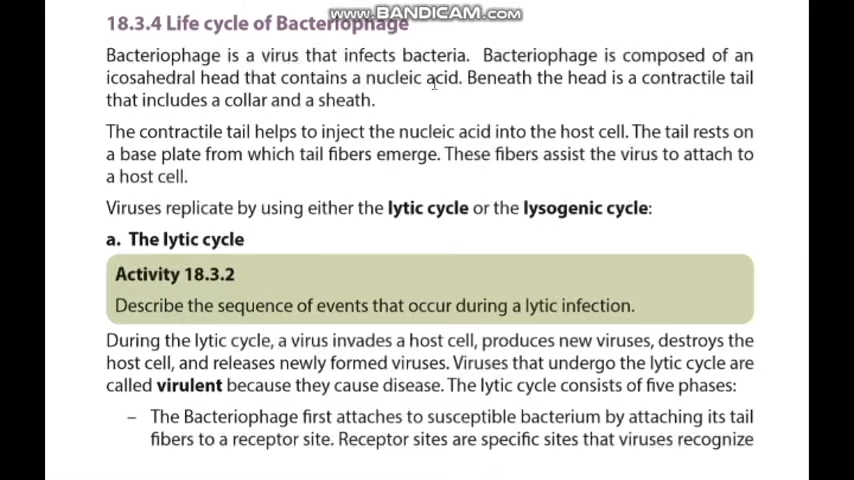 www.BANDICAM.com
18.3.4 Life cycle of Bacteriophage
Bacteriophage is a virus that infects bacteria. Bacteriophage is composed of an
icosahedral head that contains a nucleic acid. Beneath the head is a contractile tail
that includes a collar and a sheath.
The contractile tail helps to inject the nucleic acid into the host cell. The tail rests on
a base plate from which tail fibers emerge. These fibers assist the virus to attach to
a host cell.
Viruses replicate by using either the lytic cycle or the lysogenic cycle:
a. The lytic cycle
Activity 18.3.2
Describe the sequence of events that occur during a lytic infection.
During the lytic cycle, a virus invades a host cell, produces new viruses, destroys the
host cell, and releases newly formed viruses. Viruses that undergo the lytic cycle are
called virulent because they cause disease. The lytic cycle consists of five phases:
– The Bacteriophage first attaches to susceptible bacterium by attaching its tail
fibers to a receptor site. Receptor sites are specific sites that viruses recognize